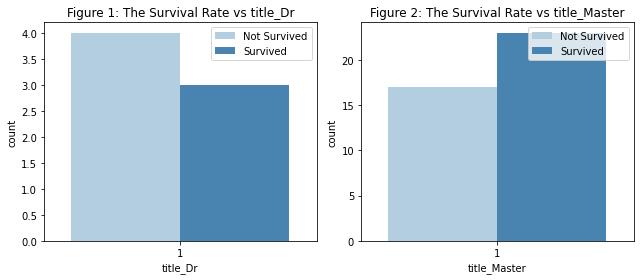 Figure 1: The Survival Rate vs title_Dr
Not Survived
Survived
4.0
3.5
3.0
2.5
2.0
1.5
1.0
0.5
0.0
count
1
title_Dr
Figure 2: The Survival Rate vs title_Master
Not Survived
Survived
20
15
10
5
0
count
1
title_Master